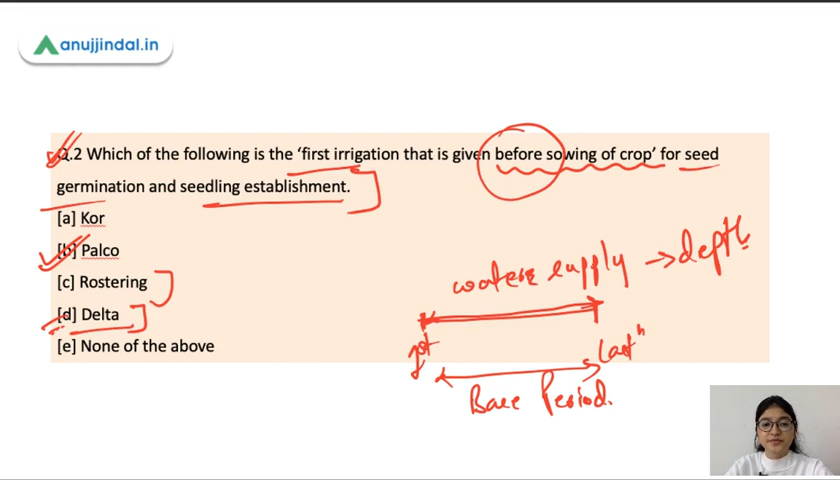 anujjindal.in
Q.2 Which of the following is the ‘first irrigation that is given before sowing of crop’ for seed
germination and seedling establishment.
[a] Kor
[b] Palco
[c] Rostering
[d] Delta
[e] None of the above
water supply → depth
last
Base Period.